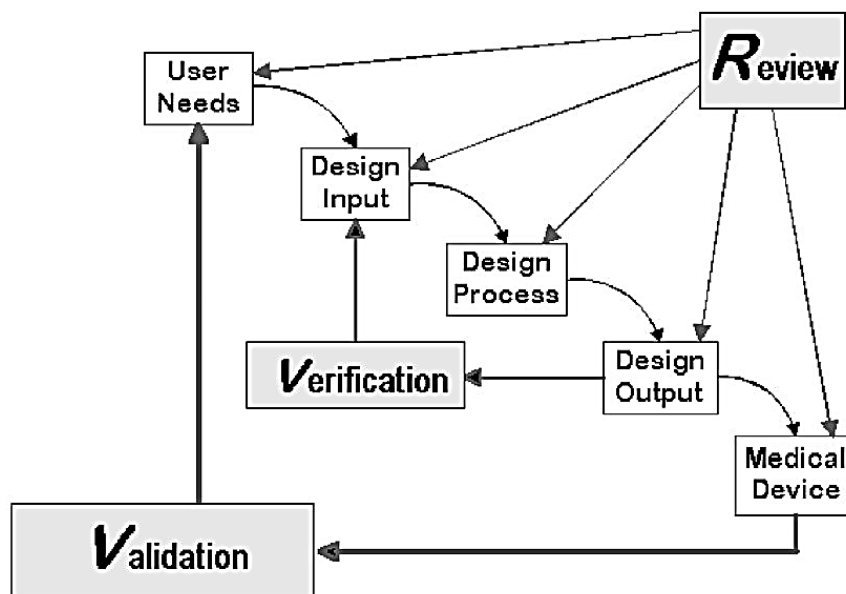 Review
User
Needs
Design
Input
Design
Process
Verification
Design
Output
Medical
Device
Validation